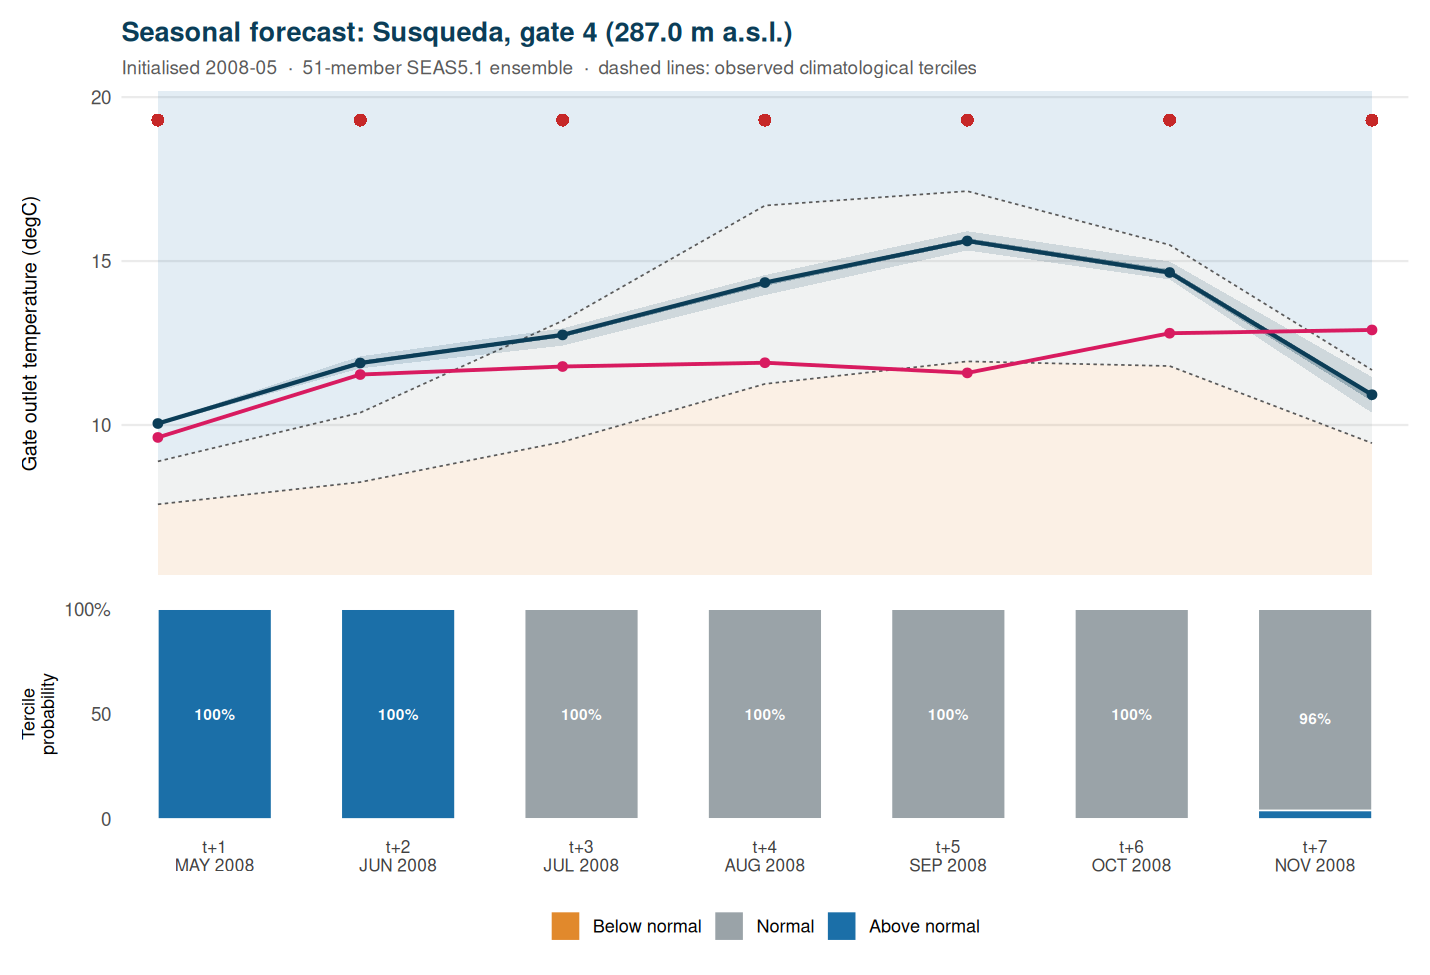 Seasonal forecast: Susqueda, gate 4 (287.0 m a.s.l.)
Initialised 2008-05 · 51-member SEAS5.1 ensemble · dashed lines: observed climatological terciles
Gate outlet temperature (degC)
20
15
10
Tercile
probability
100%
50
0
100%
100%
100%
100%
100%
100%
96%
t+1
MAY 2008
t+2
JUN 2008
t+3
JUL 2008
t+4
AUG 2008
t+5
SEP 2008
t+6
OCT 2008
t+7
NOV 2008
Below normal
Normal
Above normal